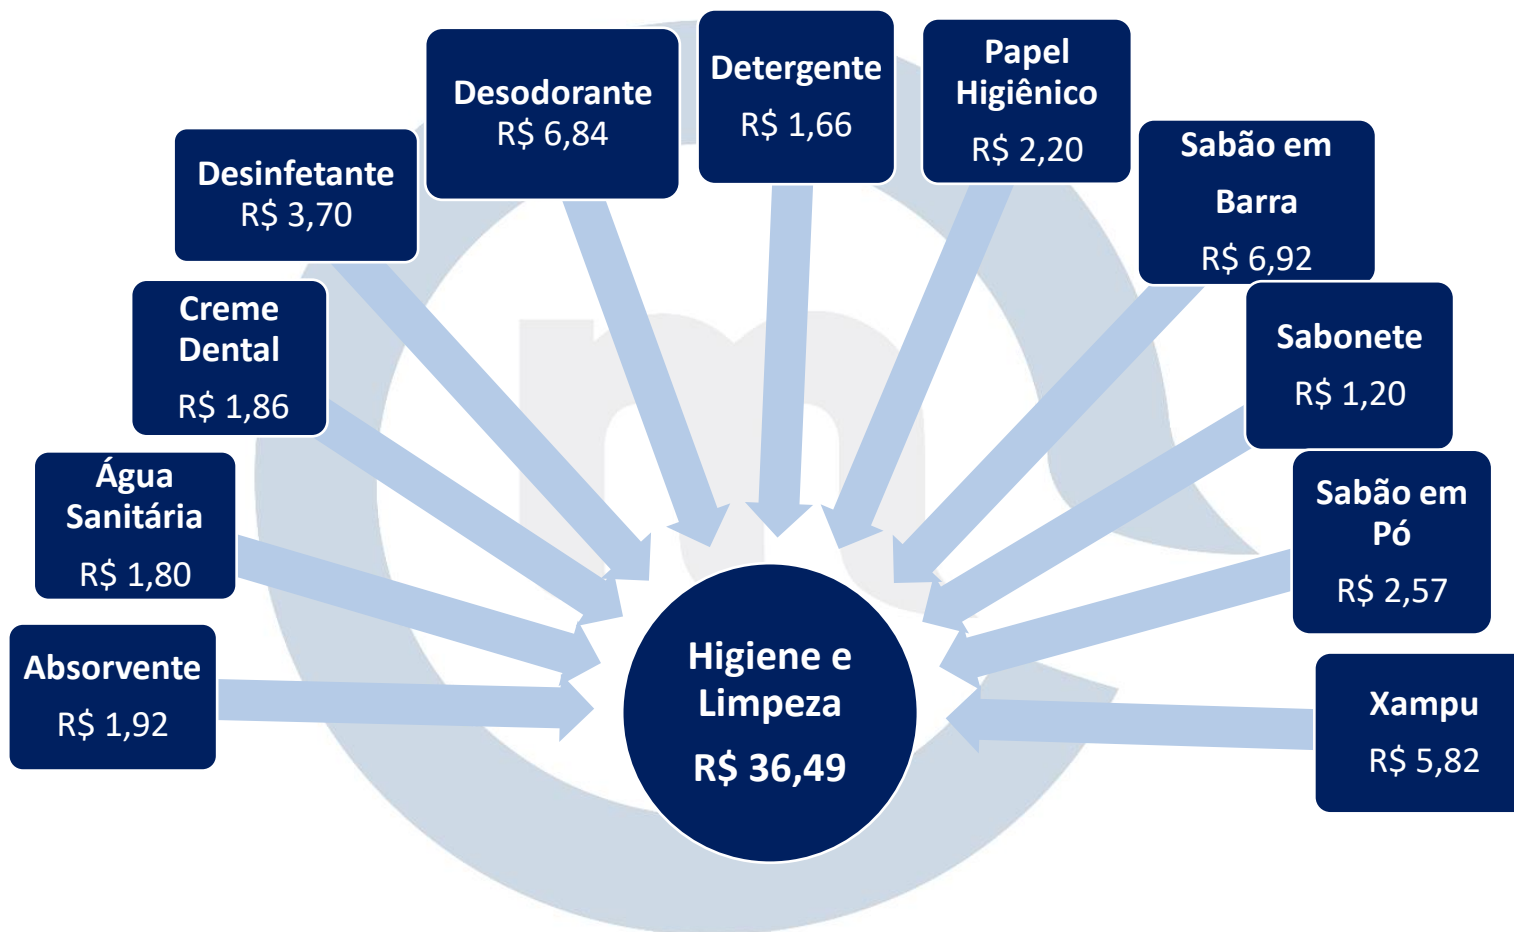 Absorvente
R$ 1,92
Água
Sanitária
R$ 1,80
Creme
Dental
R$ 1,86
Desinfetante
R$ 3,70
Desodorante
R$ 6,84
Detergente
R$ 1,66
Papel
Higiênico
R$ 2,20
Sabão em
Barra
R$ 6,92
Sabonete
R$ 1,20
Sabão em
Pó
R$ 2,57
Xampu
R$ 5,82
Higiene e
Limpeza
R$ 36,49